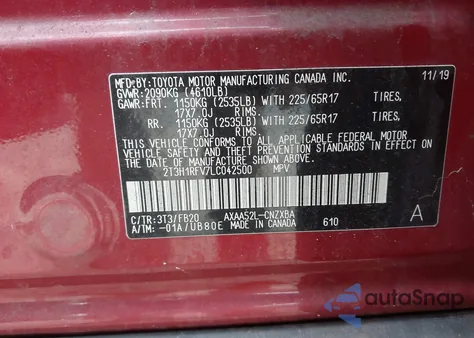 MFD. BY: TOYOTA MOTOR MANUFACTURING CANADA INC. 11/19
GVWR: 2090KG (4610LB)
GAWR: FRT. 1150KG (2535LB) WITH 225/65R17 TIRES,
17X7.0J RIMS.
RR. 1150KG (2535LB) WITH 225/65R17 TIRES,
17X7.0J RIMS.
THIS VEHICLE CONFORMS TO ALL APPLICABLE FEDERAL MOTOR
VEHICLE SAFETY AND BUMPER STANDARDS IN EFFECT ON
THE DATE OF MANUFACTURE SHOWN ABOVE.
2T3H1RFV7LC042500 MPV
C/TR:3T3/FB20 AXAA52L-CNZXBA
A/TM: -01A/UB80E MADE IN CANADA 610 A
autoSnap